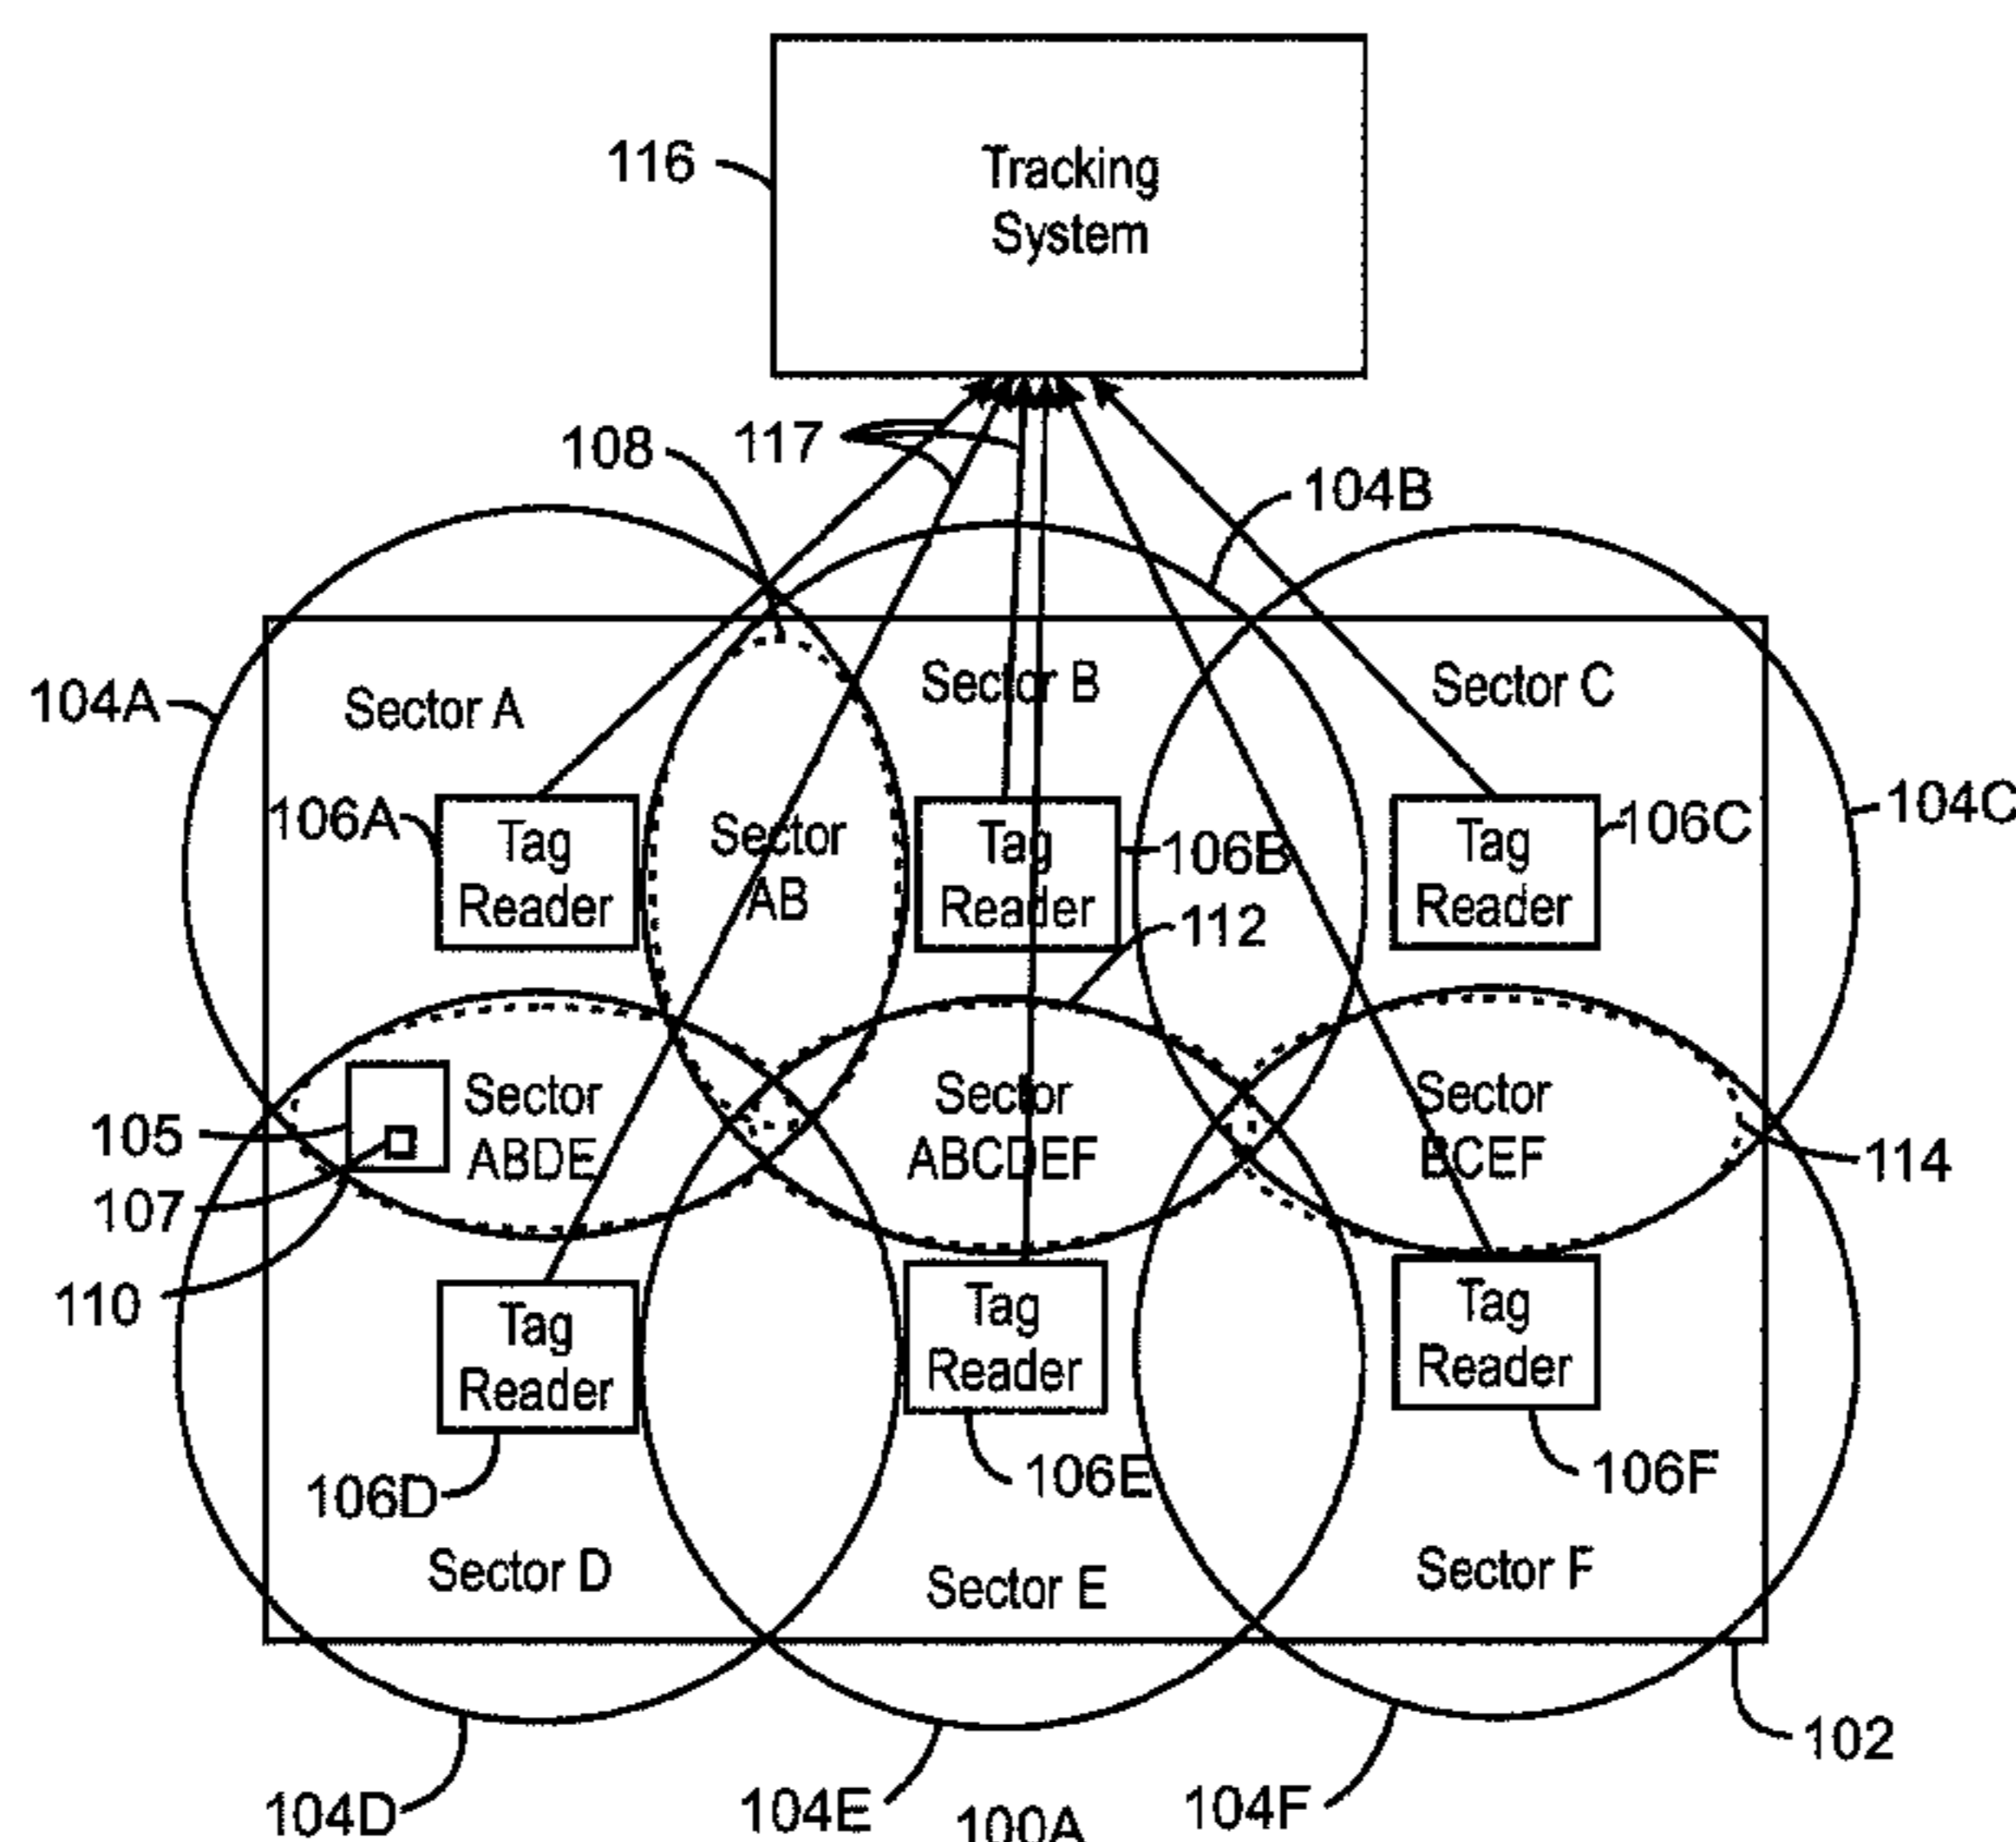 Tracking
System
116
108
117
104B
104A
Sector A
Sector B
Sector C
106A
Tag
Reader
Sector
AB
Tag
Reader
106B
Tag
Reader
106C
104C
112
105
107
110
Sector
ABDE
Sector
ABCDEF
Sector
BCEF
114
Tag
Reader
106D
Tag
Reader
106E
Tag
Reader
106F
Sector D
Sector E
Sector F
102
104D
104E
100A
104F